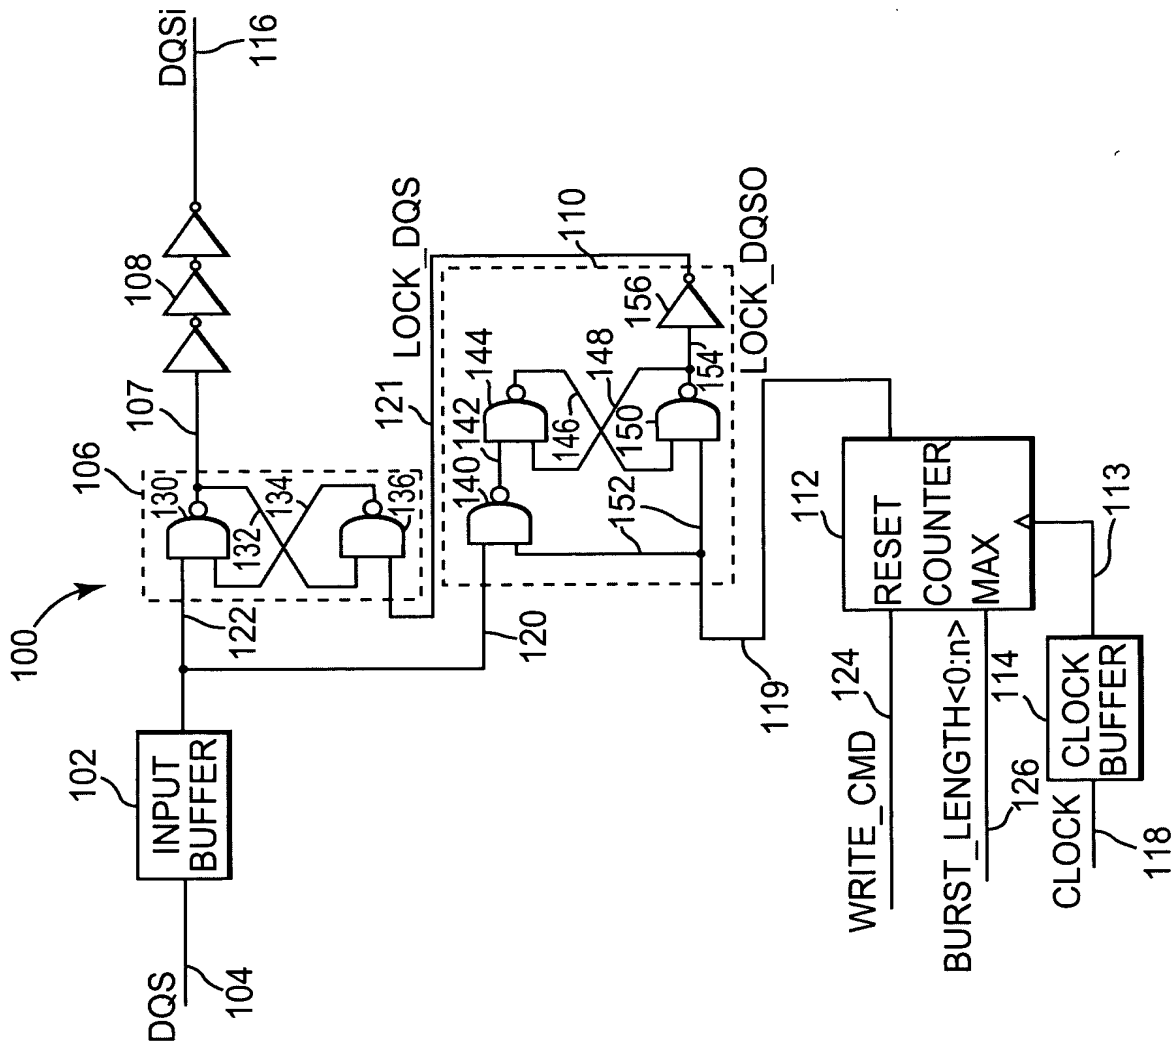 100
DQS
104
102
INPUT
BUFFER
122
106
130
132
134
136
107
108
DQSi
116
120
121
LOCK_DQS
140
142
144
146
148
150
152
152
154
156
110
LOCK_DQSO
119
112
RESET
COUNTER
MAX
WRITE_CMD
124
BURST_LENGTH<0:n>
126
CLOCK
118
114
CLOCK
BUFFER
113